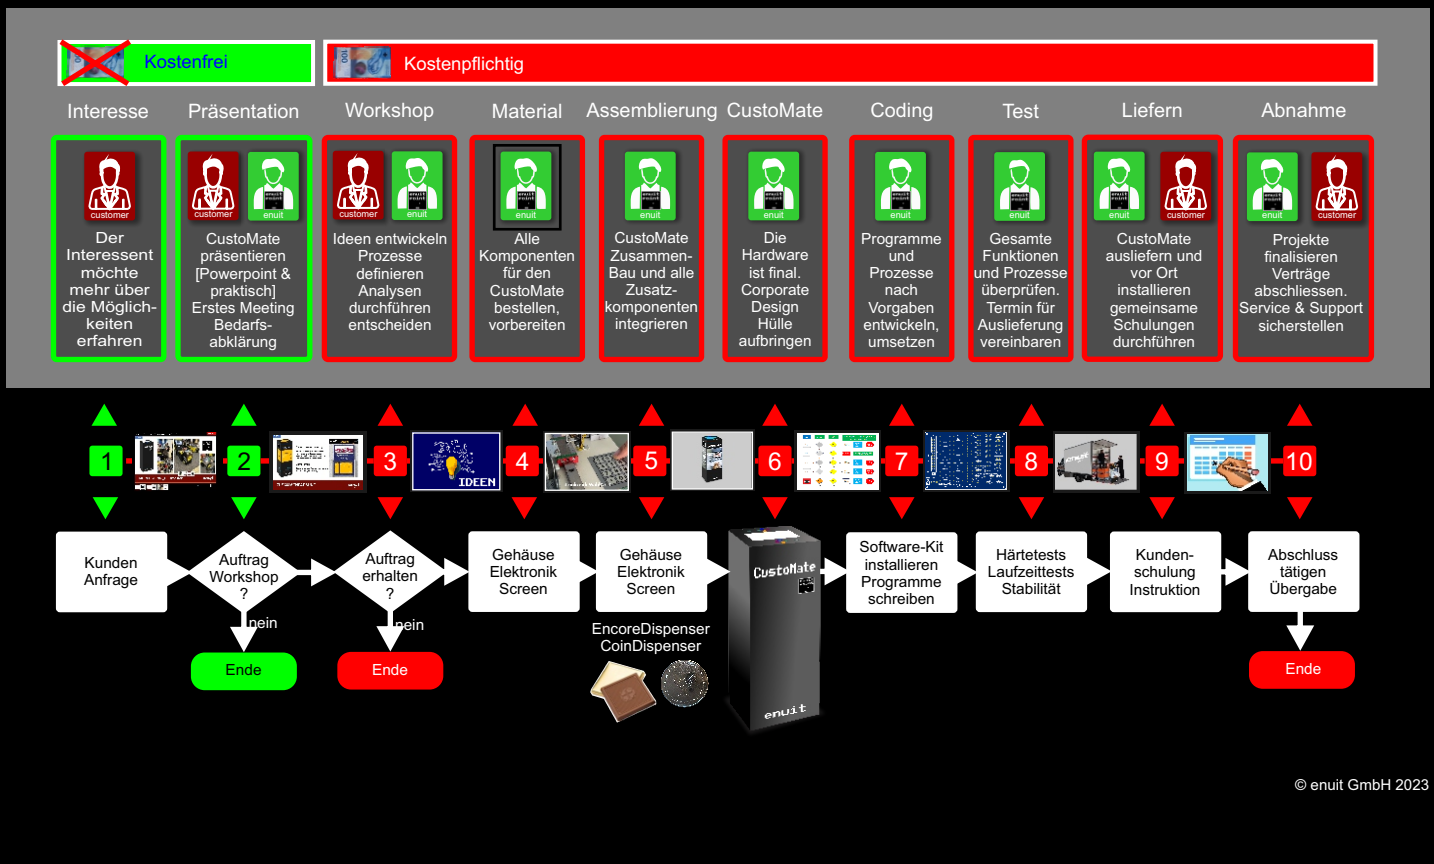 Kostenfrei
Kostenpflichtig
Interesse
Präsentation
Workshop
Material
Assemblierung
CustoMate
Coding
Test
Liefern
Abnahme
customer
customer
enuit
customer
enuit
enuit
enuit
enuit
enuit
enuit
enuit
customer
enuit
customer
Der
Interessent
möchte
mehr über
die Möglich-
keiten
erfahren
CustoMate
präsentieren
[Powerpoint &
praktisch]
Erstes Meeting
Bedarfs-
abklärung
Ideen entwickeln
Prozesse
definieren
Analysen
durchführen
entscheiden
Alle
Komponenten
für den
CustoMate
bestellen,
vorbereiten
CustoMate
Zusammen-
Bau und alle
Zusatz-
komponenten
integrieren
Die
Hardware
ist final.
Corporate
Design
Hülle
aufbringen
Programme
und
Prozesse
nach
Vorgaben
entwickeln,
umsetzen
Gesamte
Funktionen
und Prozesse
überprüfen.
Termin für
Auslieferung
vereinbaren
CustoMate
ausliefern und
vor Ort
installieren
gemeinsame
Schulungen
durchführen
Projekte
finalisieren
Verträge
abschliessen.
Service & Support
sicherstellen
1
2
3
IDEEN
4
5
6
7
8
9
10
Kunden
Anfrage
Auftrag
Workshop
?
nein
Ende
Auftrag
erhalten
?
nein
Ende
Gehäuse
Elektronik
Screen
Gehäuse
Elektronik
Screen
EncoreDispenser
CoinDispenser
CustoMate
enuit
Software-Kit
installieren
Programme
schreiben
Härtetests
Laufzeittests
Stabilität
Kunden-
schulung
Instruktion
Abschluss
tätigen
Übergabe
Ende
© enuit GmbH 2023